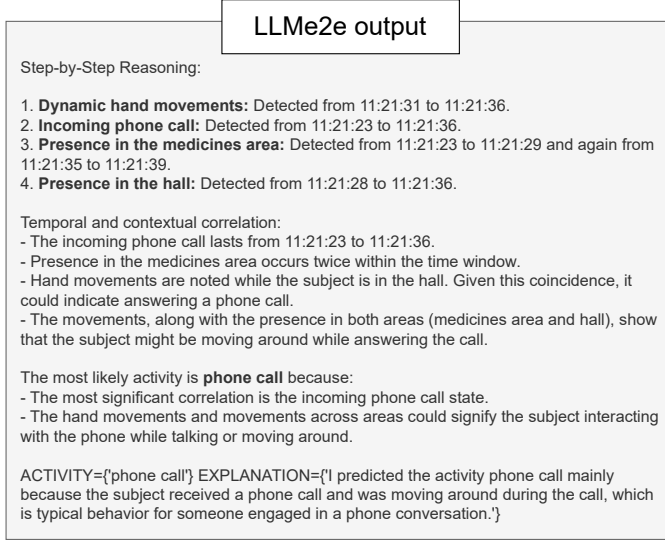 LLMe2e output
Step-by-Step Reasoning:
1. Dynamic hand movements: Detected from 11:21:31 to 11:21:36.
2. Incoming phone call: Detected from 11:21:23 to 11:21:36.
3. Presence in the medicines area: Detected from 11:21:23 to 11:21:29 and again from
11:21:35 to 11:21:39.
4. Presence in the hall: Detected from 11:21:28 to 11:21:36.
Temporal and contextual correlation:
- The incoming phone call lasts from 11:21:23 to 11:21:36.
- Presence in the medicines area occurs twice within the time window.
- Hand movements are noted while the subject is in the hall. Given this coincidence, it
could indicate answering a phone call.
- The movements, along with the presence in both areas (medicines area and hall), show
that the subject might be moving around while answering the call.
The most likely activity is phone call because:
- The most significant correlation is the incoming phone call state.
- The hand movements and movements across areas could signify the subject interacting
with the phone while talking or moving around.
ACTIVITY={'phone call'} EXPLANATION={'I predicted the activity phone call mainly
because the subject received a phone call and was moving around during the call, which
is typical behavior for someone engaged in a phone conversation.'}